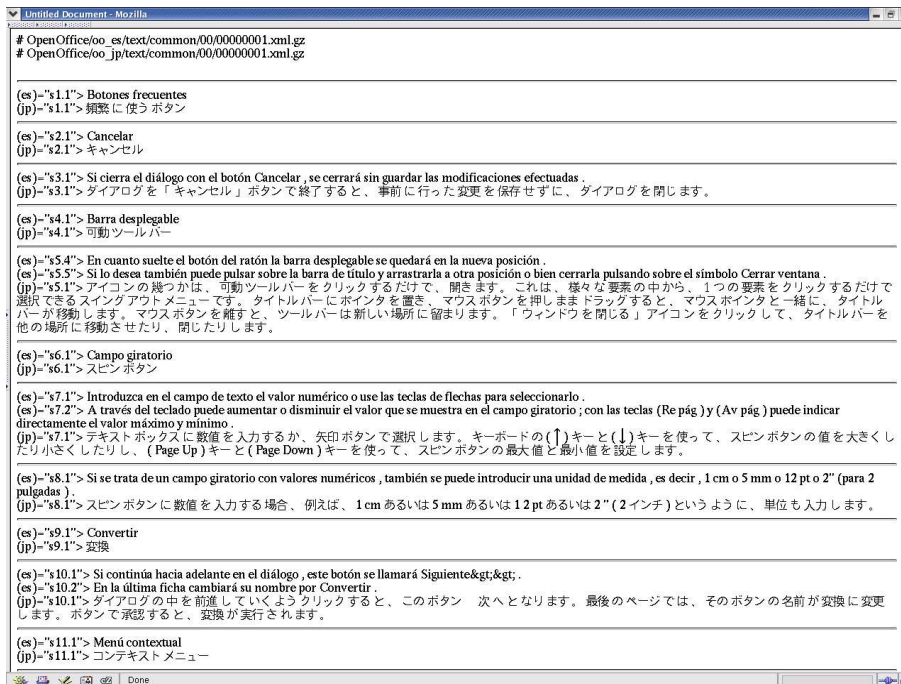 Untitled Document - Mozilla
# OpenOffice/oo_es/text/common/00/00000001.xml.gz
# OpenOffice/oo_jp/text/common/00/00000001.xml.gz
(es)="s1.1"> Botones frecuentes
(jp)="s1.1"> 頻繁に使うボタン
(es)="s2.1"> Cancelar
(jp)="s2.1"> キャンセル
(es)="s3.1"> Si cierra el diálogo con el botón Cancelar , se cerrará sin guardar las modificaciones efectuadas .
(jp)="s3.1"> ダイアログを「 キャンセル 」ボタンで終了すると、事前に行った変更を保存せずに、ダイアログを閉じます。
(es)="s4.1"> Barra desplegable
(jp)="s4.1"> 可動ツールバー
(es)="s5.4"> En cuanto suelte el botón del ratón la barra desplegable se quedará en la nueva posición .
(es)="s5.5"> Si lo desea también puede pulsar sobre la barra de título y arrastrarla a otra posición o bien cerrarla pulsando sobre el símbolo Cerrar ventana .
(jp)="s5.1"> アイコンの幾つかは、可動ツールバーをクリックするだけで、開きます。これは、様々な要素の中から、1つの要素をクリックするだけで
選択できるスイングアウトメニューです。 タイトルバーにポインタを置き、マウスボタンを押しままドラッグすると、マウスポインタと一緒に、タイトル
バーが移動します。マウスボタンを離すと、ツールバーは新しい場所に留まります。「 ウィンドウを閉じる 」アイコンをクリックして、タイトルバーを
他の場所に移動させたり、閉じたりします。
(es)="s6.1"> Campo giratorio
(jp)="s6.1"> スピンボタン
(es)="s7.1"> Introduzca en el campo de texto el valor numérico o use las teclas de flechas para seleccionarlo .
(es)="s7.2"> A través del teclado puede aumentar o disminuir el valor que se muestra en el campo giratorio ; con las teclas (Re pág ) y (Av pág ) puede indicar
directamente el valor máximo y mínimo .
(jp)="s7.1"> テキストボックスに数値を入力するか、矢印ボタンで選択します。キーボードの(↑)キーと(↓)キーを使って、スピンボタンの値を大きくし
たり小さくしたりし、( Page Up ) キーと ( Page Down ) キーを使って、スピンボタンの最大値と最小値を設定します。
(es)="s8.1"> Si se trata de un campo giratorio con valores numéricos , también se puede introducir una unidad de medida , es decir , 1 cm o 5 mm o 12 pt o 2" (para 2
pulgadas ) .
(jp)="s8.1"> スピンボタンに数値を入力する場合、例えば、1 cm あるいは 5 mm あるいは 1 2 pt あるいは 2 " ( 2 インチ ) というように、単位も入力します。
(es)="s9.1"> Convertir
(jp)="s9.1"> 変換
(es)="s10.1"> Si continúa hacia adelante en el diálogo , este botón se llamará Siguiente&gt;&gt; .
(es)="s10.2"> En la última ficha cambiará su nombre por Convertir .
(jp)="s10.1"> ダイアログの中を前進していくようクリックすると、このボタン　次へとなります。最後のページでは、そのボタンの名前が変換に変更
します。ボタンで承認すると、変換が実行されます。
(es)="s11.1"> Menú contextual
(jp)="s11.1"> コンテキストメニュー
Done